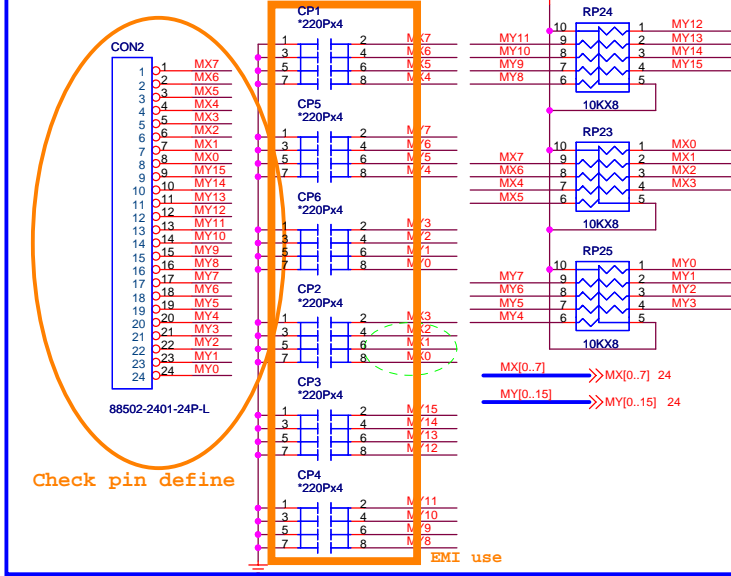 CON2
1 1 MX7
2 2 MX6
3 3 MX5
4 4 MX4
5 5 MX3
6 6 MX2
7 7 MX1
8 8 MX0
9 9 MY15
10 10 MY14
11 11 MY13
12 12 MY12
13 13 MY11
14 14 MY10
15 15 MY9
16 16 MY8
17 17 MY7
18 18 MY6
19 19 MY5
20 20 MY4
21 21 MY3
22 22 MY2
23 23 MY1
24 24 MY0
88502-2401-24P-L
Check pin define
CP1
*220Px4
1 2 MX7
3 4 MX6
5 6 MX5
7 8 MX4
CP5
*220Px4
1 2 MY7
3 4 MY6
5 6 MY5
7 8 MY4
CP6
*220Px4
1 2 MY3
3 4 MY2
5 6 MY1
7 8 MY0
CP2
*220Px4
1 2 MX3
3 4 MX2
5 6 MX1
7 8 MX0
CP3
*220Px4
1 2 MY15
3 4 MY14
5 6 MY13
7 8 MY12
CP4
*220Px4
1 2 MY11
3 4 MY10
5 6 MY9
7 8 MY8
EMI use
RP24
10 1 MY12
MY11 9 2 MY13
MY10 8 3 MY14
MY9 7 4 MY15
MY8 6 5
10KX8
RP23
10 1 MX0
MX7 9 2 MX1
MX6 8 3 MX2
MX4 7 4 MX3
MX5 6 5
10KX8
RP25
10 1 MY0
MY7 9 2 MY1
MY6 8 3 MY2
MY5 7 4 MY3
MY4 6 5
10KX8
MX[0..7] MX[0..7] 24
MY[0..15] MY[0..15] 24